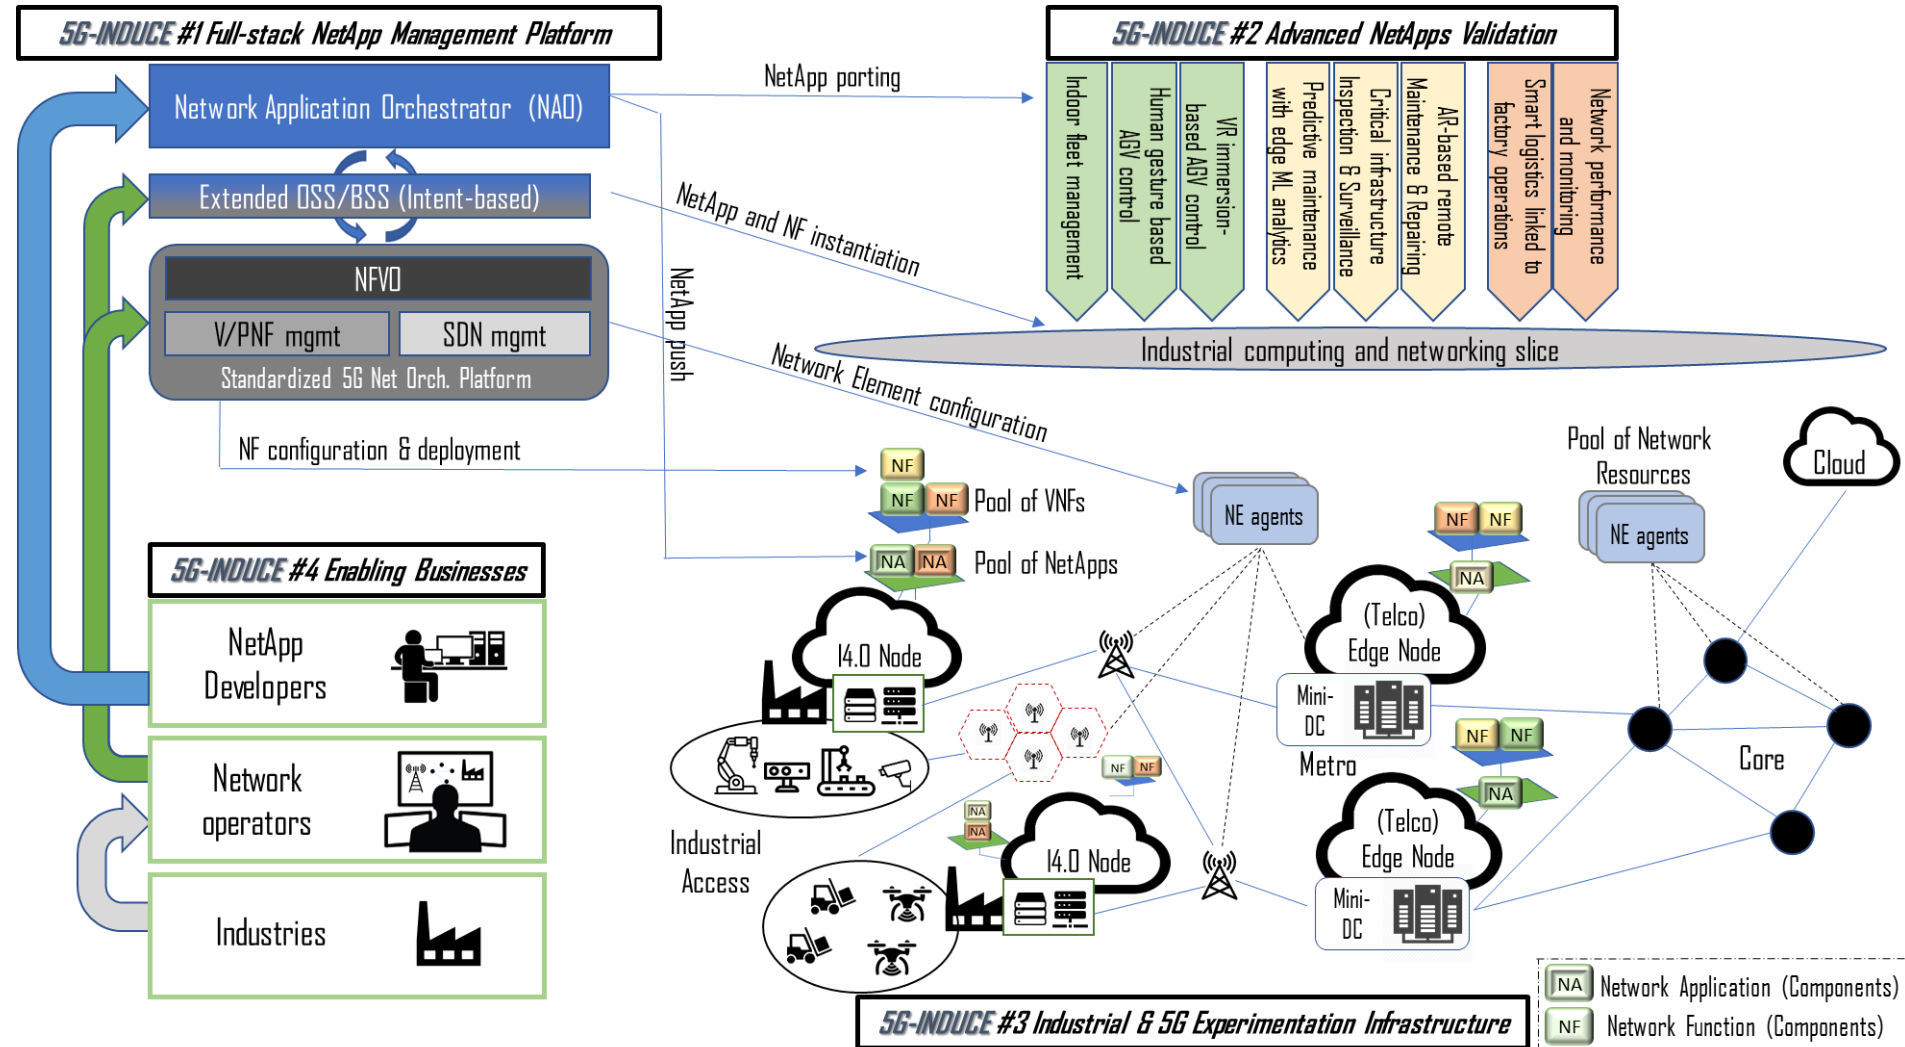 5G-INDUCE #1 Full-stack NetApp Management Platform
Network Application Orchestrator (NAO)
Extended OSS/BSS (Intent-based)
NFVO
V/PNF mgmt
SDN mgmt
Standardized 5G Net Orch. Platform
NF configuration & deployment
NetApp porting
NetApp and NF instantiation
NetApp push
Network Element configuration
5G-INDUCE #2 Advanced NetApps Validation
Indoor fleet management
Human gesture based
AGV control
VR immersion-
based AGV control
Predictive maintenance
with edge ML analytics
Critical infrastructure
Inspection & Surveillance
AR-based remote
Maintenance & Repairing
Smart logistics linked to
factory operations
Network performance
and monitoring
Industrial computing and networking slice
5G-INDUCE #4 Enabling Businesses
NetApp
Developers
Network
operators
Industries
NF
NF
NF
Pool of VNFs
NA
NA
Pool of NetApps
I4.0 Node
NE agents
NF
NF
NA
(Telco)
Edge Node
Mini-
DC
Metro
Pool of Network
Resources
NE agents
Cloud
Core
NF
NF
NA
NF
NF
NA
NA
Industrial
Access
I4.0 Node
(Telco)
Edge Node
Mini-
DC
5G-INDUCE #3 Industrial & 5G Experimentation Infrastructure
NA
Network Application (Components)
NF
Network Function (Components)